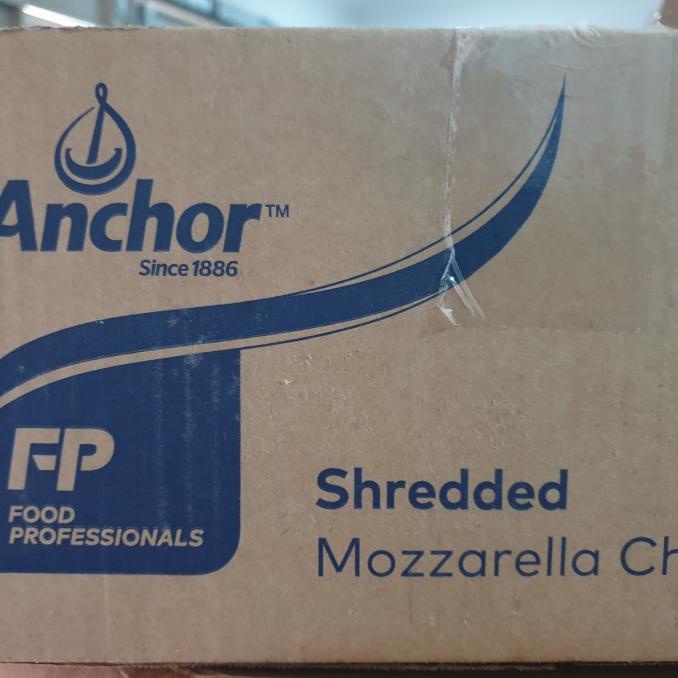 Anchor™
Since 1886
FP
FOOD
PROFESSIONALS
Shredded
Mozzarella Ch